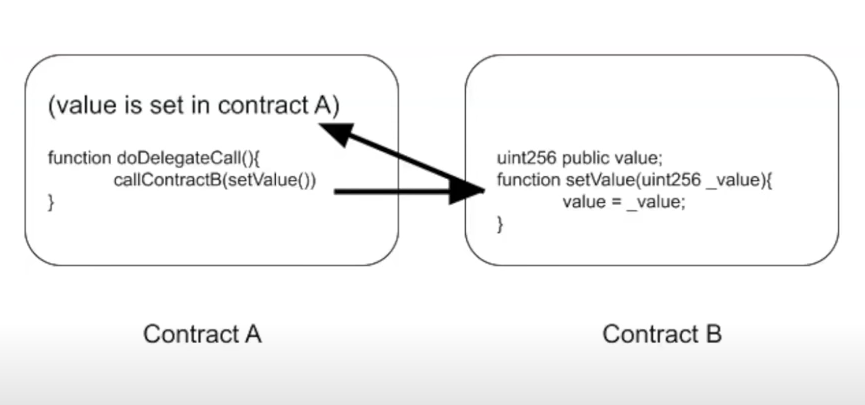 (value is set in contract A)
function doDelegateCall(){
callContractB(setValue())
}
uint256 public value;
function setValue(uint256 _value){
value = _value;
}
Contract A
Contract B